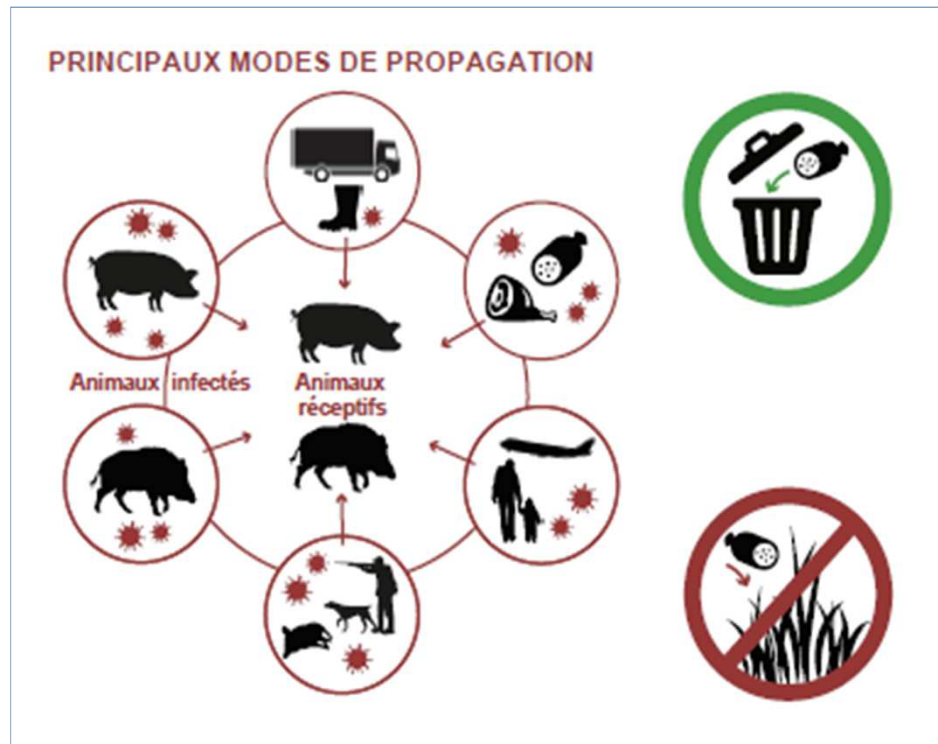 PRINCIPAUX MODES DE PROPAGATION
Animaux infectés
Animaux
réceptifs